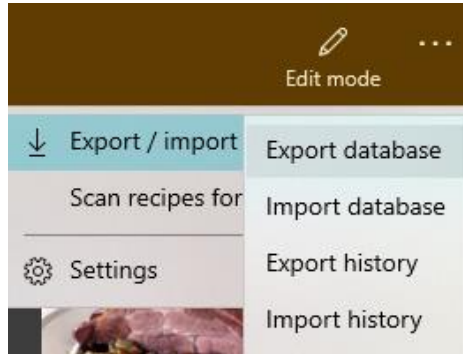 Edit mode
Export / import
Scan recipes for
Settings
Export database
Import database
Export history
Import history